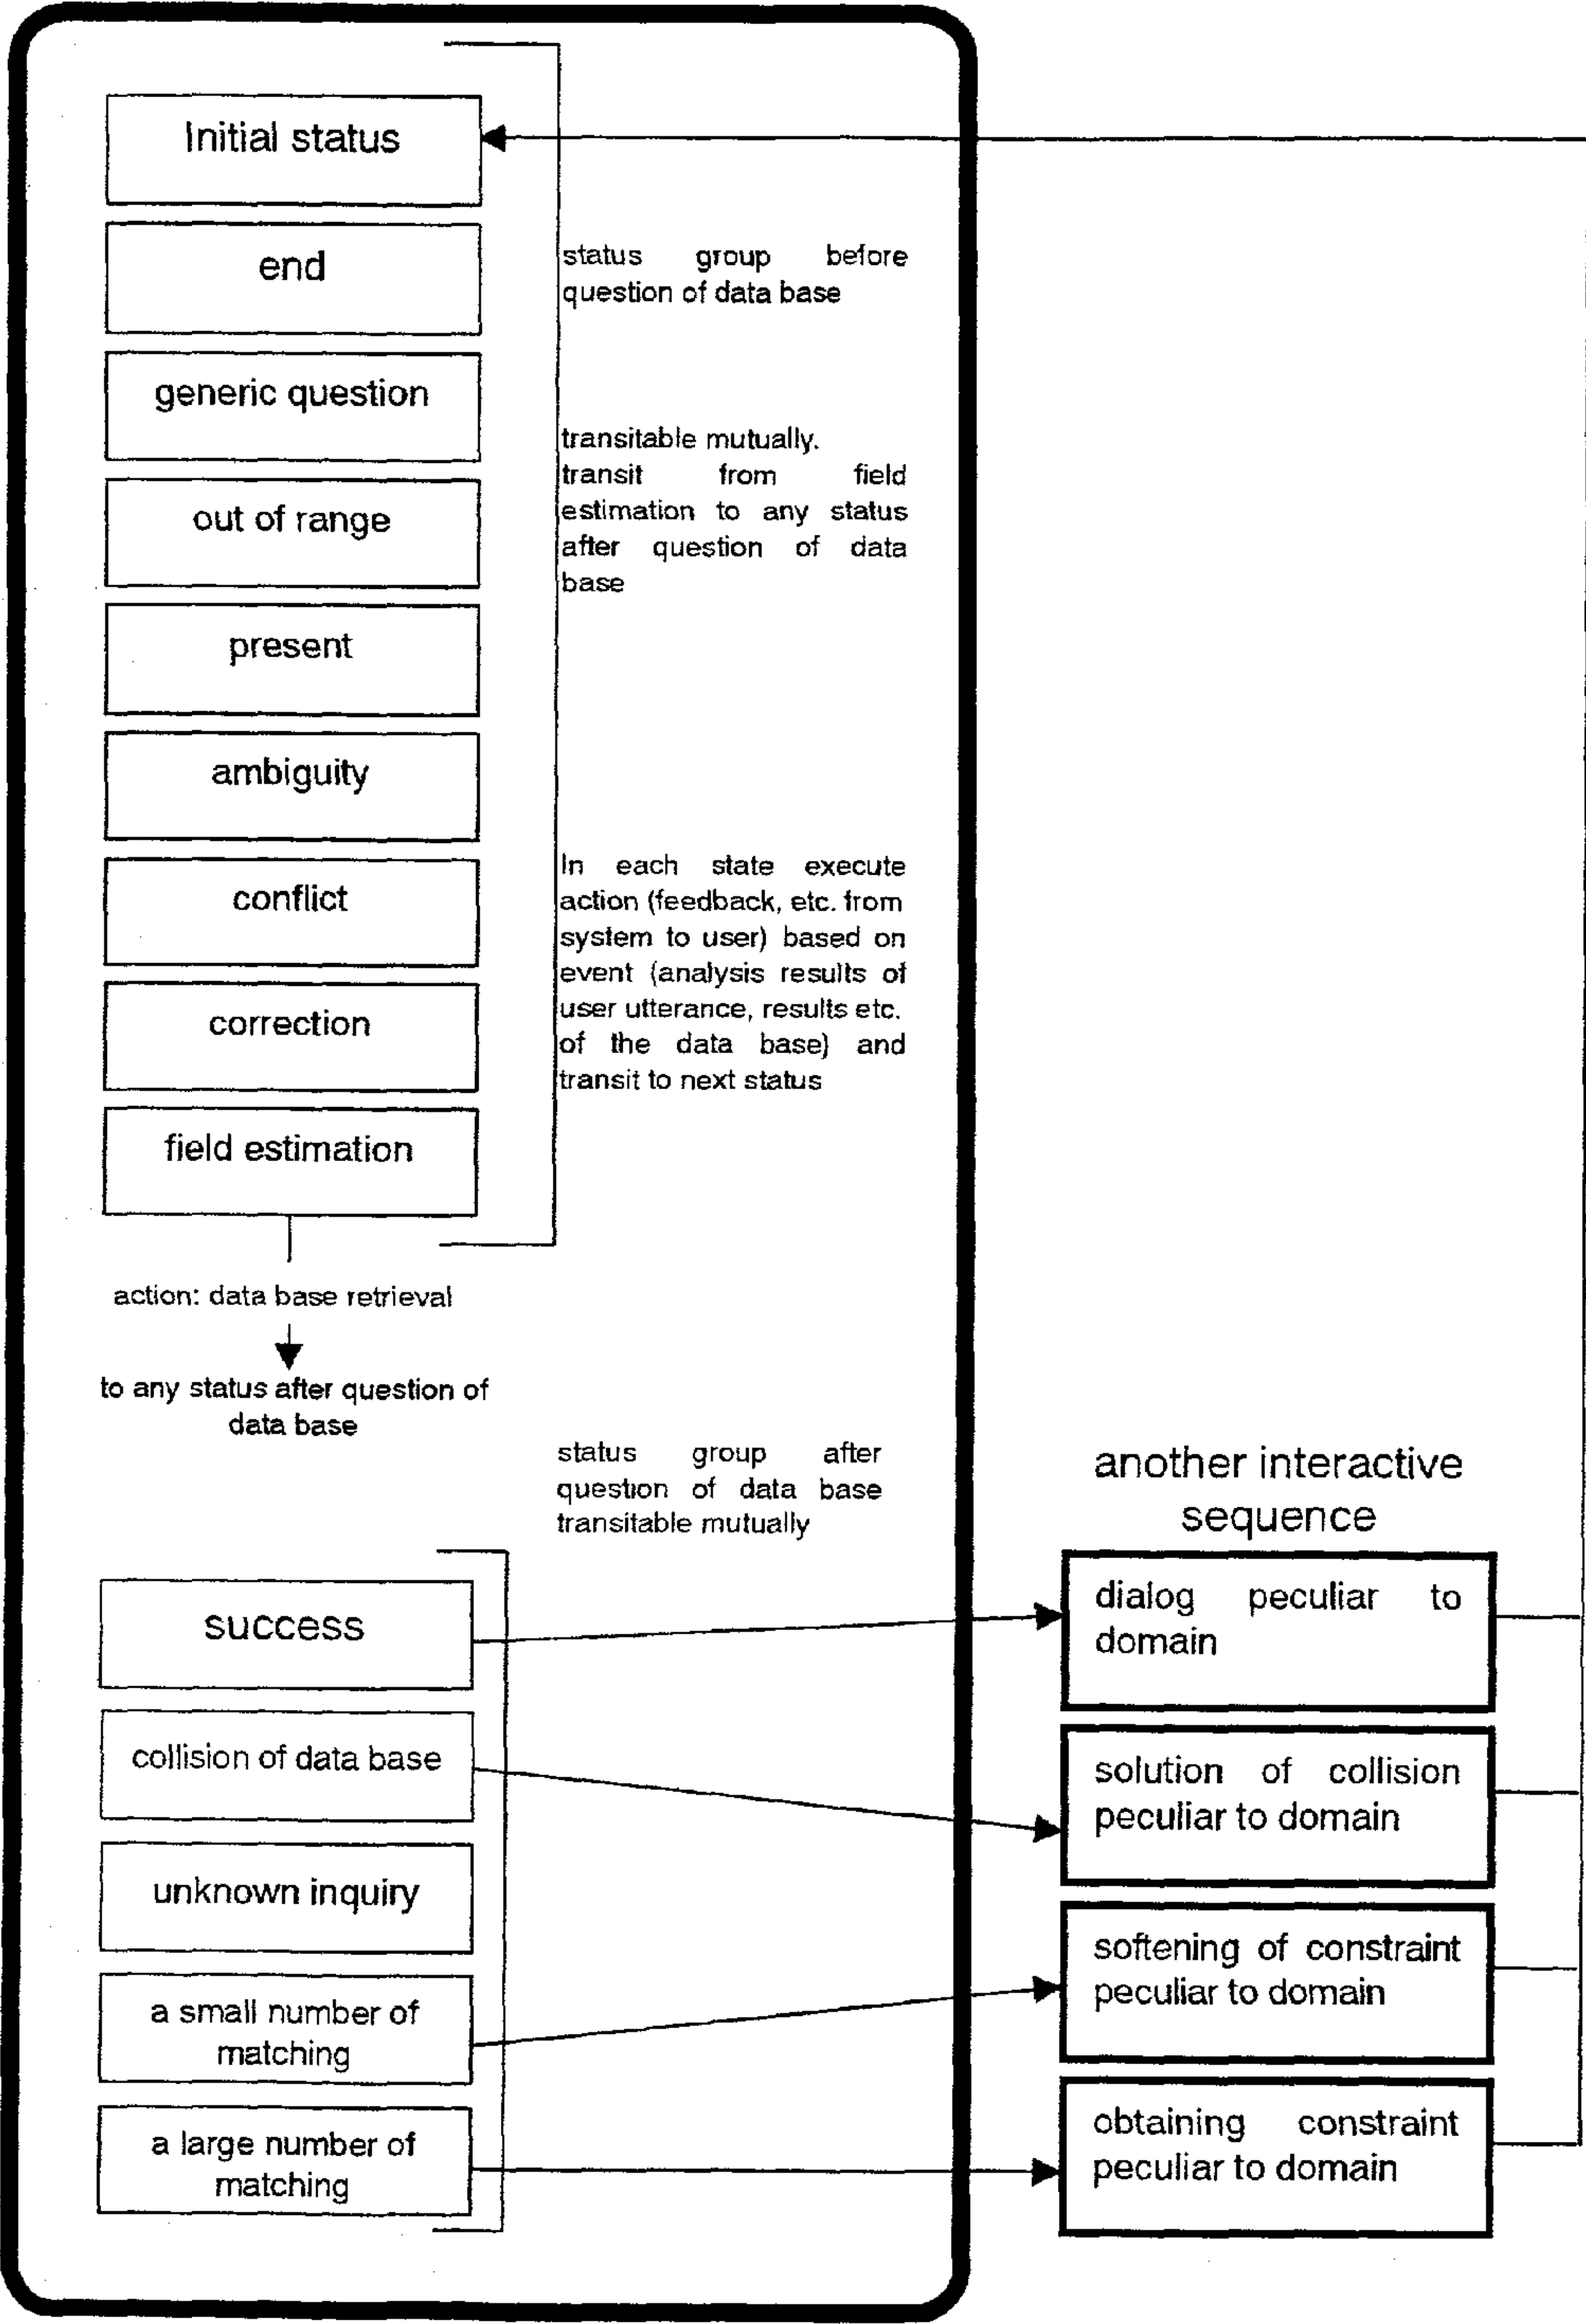 Initial status
end
generic question
out of range
present
ambiguity
conflict
correction
field estimation
status group before
question of data base
transitable mutually.
transit from field
estimation to any status
after question of data
base
In each state execute
action (feedback, etc. from
system to user) based on
event (analysis results of
user utterance, results etc.
of the data base) and
transit to next status
action: data base retrieval
to any status after question of
data base
status group after
question of data base
transitable mutually
success
collision of data base
unknown inquiry
a small number of
matching
a large number of
matching
another interactive
sequence
dialog peculiar to
domain
solution of collision
peculiar to domain
softening of constraint
peculiar to domain
obtaining constraint
peculiar to domain